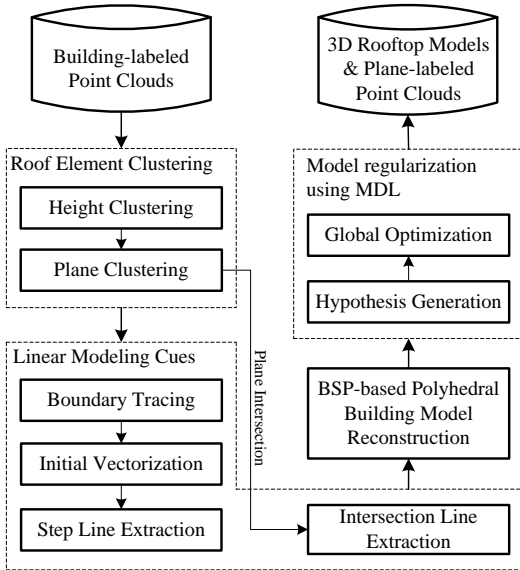 Building-labeled
Point Clouds
Roof Element Clustering
Height Clustering
Plane Clustering
Linear Modeling Cues
Boundary Tracing
Initial Vectorization
Step Line Extraction
Plane Intersection
3D Rooftop Models
& Plane-labeled
Point Clouds
Model regularization
using MDL
Global Optimization
Hypothesis Generation
BSP-based Polyhedral
Building Model
Reconstruction
Intersection Line
Extraction